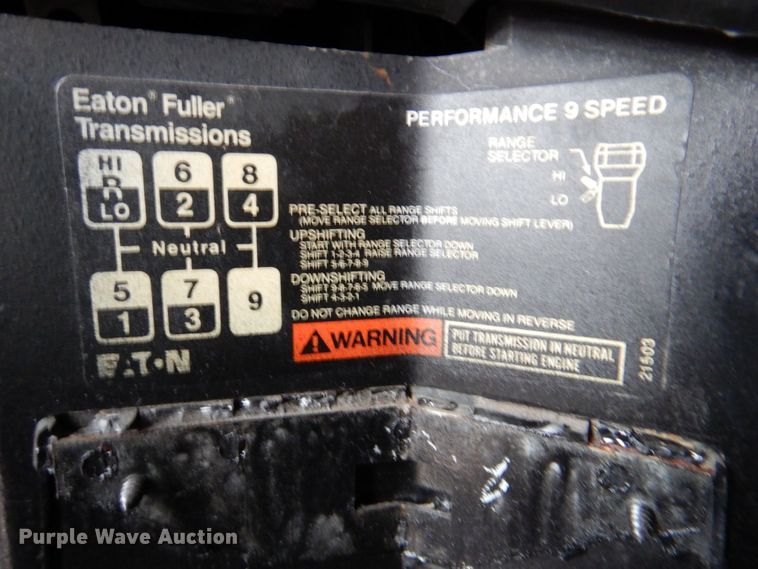 Eaton® Fuller®
Transmissions
PERFORMANCE 9 SPEED
RANGE
SELECTOR
HI
LO
HI 6 8
R 2 4
LO
Neutral
5 7 9
1 3
EATON
PRE-SELECT ALL RANGE SHIFTS
(MOVE RANGE SELECTOR BEFORE MOVING SHIFT LEVER)
UPSHIFTING
START WITH RANGE SELECTOR DOWN
SHIFT 1-2-3-4 RAISE RANGE SELECTOR
SHIFT 5-6-7-8-9
DOWNSHIFTING
SHIFT 9-8-7-6-5 MOVE RANGE SELECTOR DOWN
SHIFT 4-3-2-1
DO NOT CHANGE RANGE WHILE MOVING IN REVERSE
WARNING
PUT TRANSMISSION IN NEUTRAL
BEFORE STARTING ENGINE
21503
Purple Wave Auction